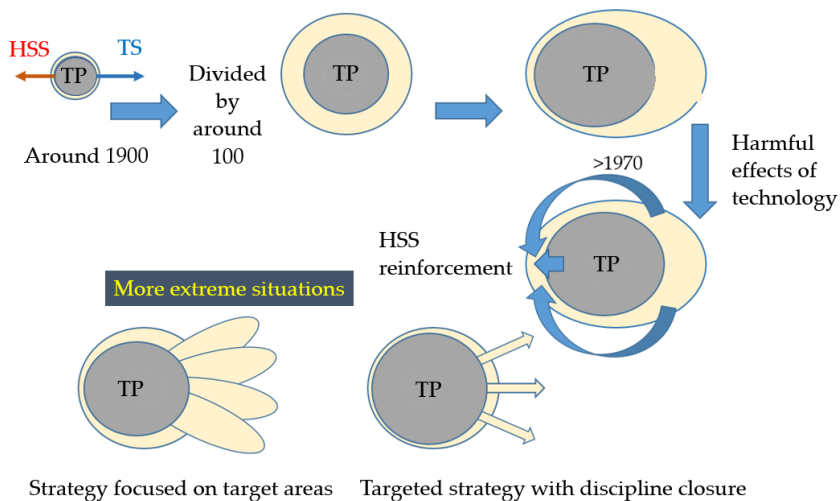 HSS
TS
TP
Around 1900
Divided
by
around
100
TP
TP
Harmful
effects of
technology
>1970
HSS
reinforcement
TP
More extreme situations
TP
TP
Strategy focused on target areas
Targeted strategy with discipline closure